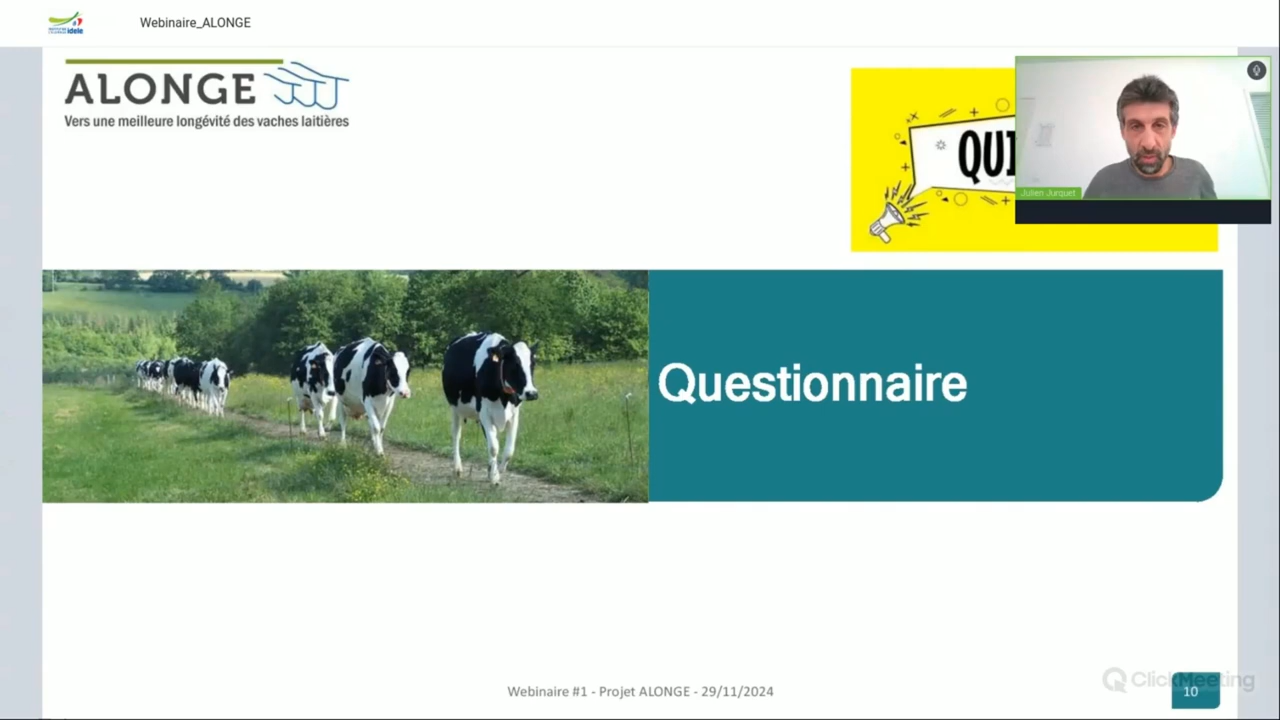 idele
Webinaire_ALONGE
ALONGE
Vers une meilleure longévité des vaches laitières
QUI
Julien Jurquet
Questionnaire
Webinaire #1 - Projet ALONGE - 29/11/2024
ClickMeeting
10